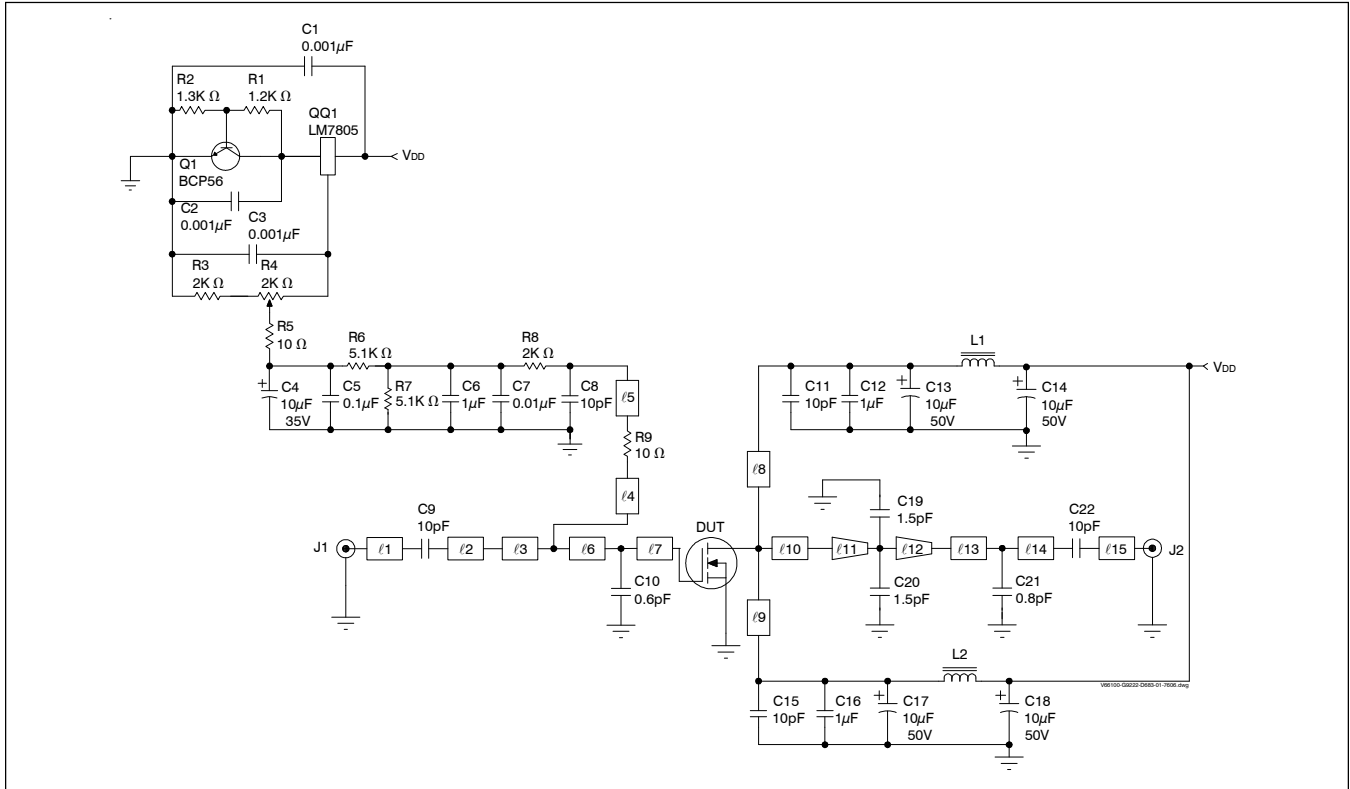 C1
0.001µF
R2
1.3K Ω
R1
1.2K Ω
QQ1
LM7805
VDD
Q1
BCP56
C2
0.001µF
C3
0.001µF
R3
2K Ω
R4
2K Ω
R5
10 Ω
R6
5.1K Ω
R8
2K Ω
C4
10µF
35V
C5
0.1µF
R7
5.1K Ω
C6
1µF
C7
0.01µF
C8
10pF
ℓ5
R9
10 Ω
ℓ4
L1
VDD
C11
10pF
C12
1µF
C13
10µF
50V
C14
10µF
50V
ℓ8
C19
1.5pF
J1
ℓ1
C9
10pF
ℓ2
ℓ3
ℓ6
ℓ7
C10
0.6pF
DUT
ℓ10
ℓ11
ℓ12
ℓ13
ℓ14
C22
10pF
ℓ15
J2
C20
1.5pF
C21
0.8pF
ℓ9
L2
C15
10pF
C16
1µF
C17
10µF
50V
C18
10µF
50V